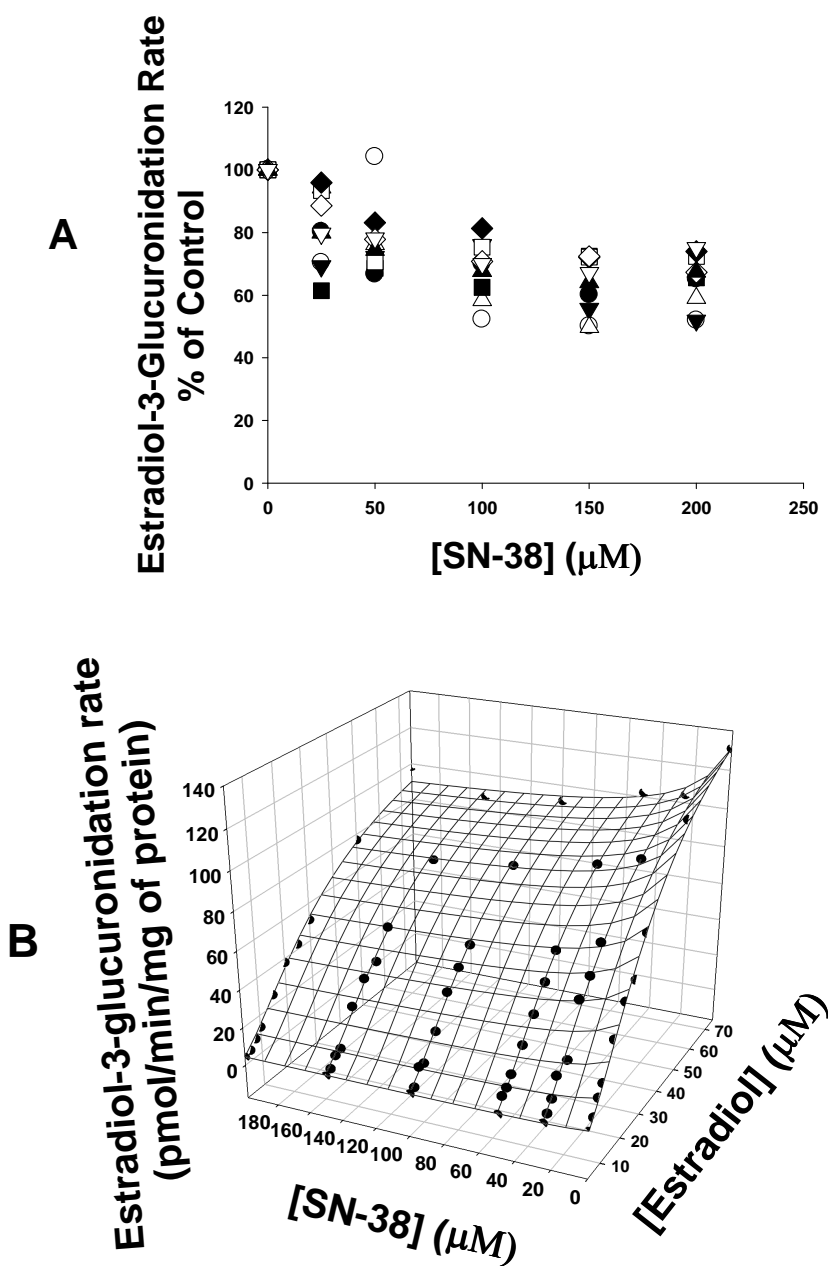 A
Estradiol-3-Glucuronidation Rate
% of Control
120
100
80
60
40
20
0
0 50 100 150 200 250
[SN-38] (μM)
B
Estradiol-3-glucuronidation rate
(pmol/min/mg of protein)
140
120
100
80
60
40
20
0
180 160 140 120 100 80 60 40 20 0
[SN-38] (μM)
70
60
50
40
30
20
10
[Estradiol] (μM)